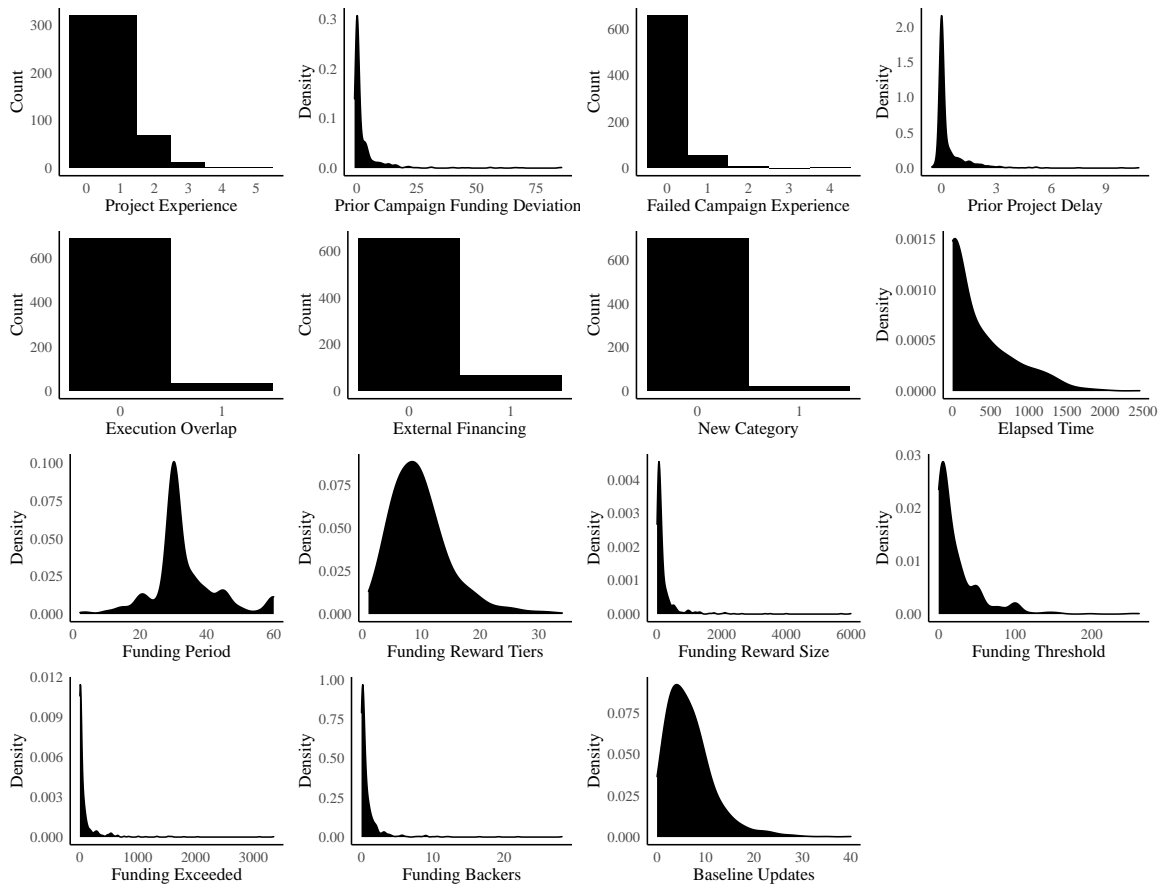 Count
300
200
100
0
0 1 2 3 4 5
Project Experience
Density
0.3
0.2
0.1
0.0
0 25 50 75
Prior Campaign Funding Deviation
Count
600
400
200
0
0 1 2 3 4
Failed Campaign Experience
Density
2.0
1.5
1.0
0.5
0.0
0 3 6 9
Prior Project Delay
Count
600
400
200
0
0 1
Execution Overlap
Count
600
400
200
0
0 1
External Financing
Count
600
400
200
0
0 1
New Category
Density
0.0015
0.0010
0.0005
0.0000
0 500 1000 1500 2000 2500
Elapsed Time
Density
0.100
0.075
0.050
0.025
0.000
0 20 40 60
Funding Period
Density
0.075
0.050
0.025
0.000
0 10 20 30
Funding Reward Tiers
Density
0.004
0.003
0.002
0.001
0.000
0 2000 4000 6000
Funding Reward Size
Density
0.03
0.02
0.01
0.00
0 100 200
Funding Threshold
Density
0.012
0.009
0.006
0.003
0.000
0 1000 2000 3000
Funding Exceeded
Density
1.00
0.75
0.50
0.25
0.00
0 10 20
Funding Backers
Density
0.075
0.050
0.025
0.000
0 10 20 30 40
Baseline Updates